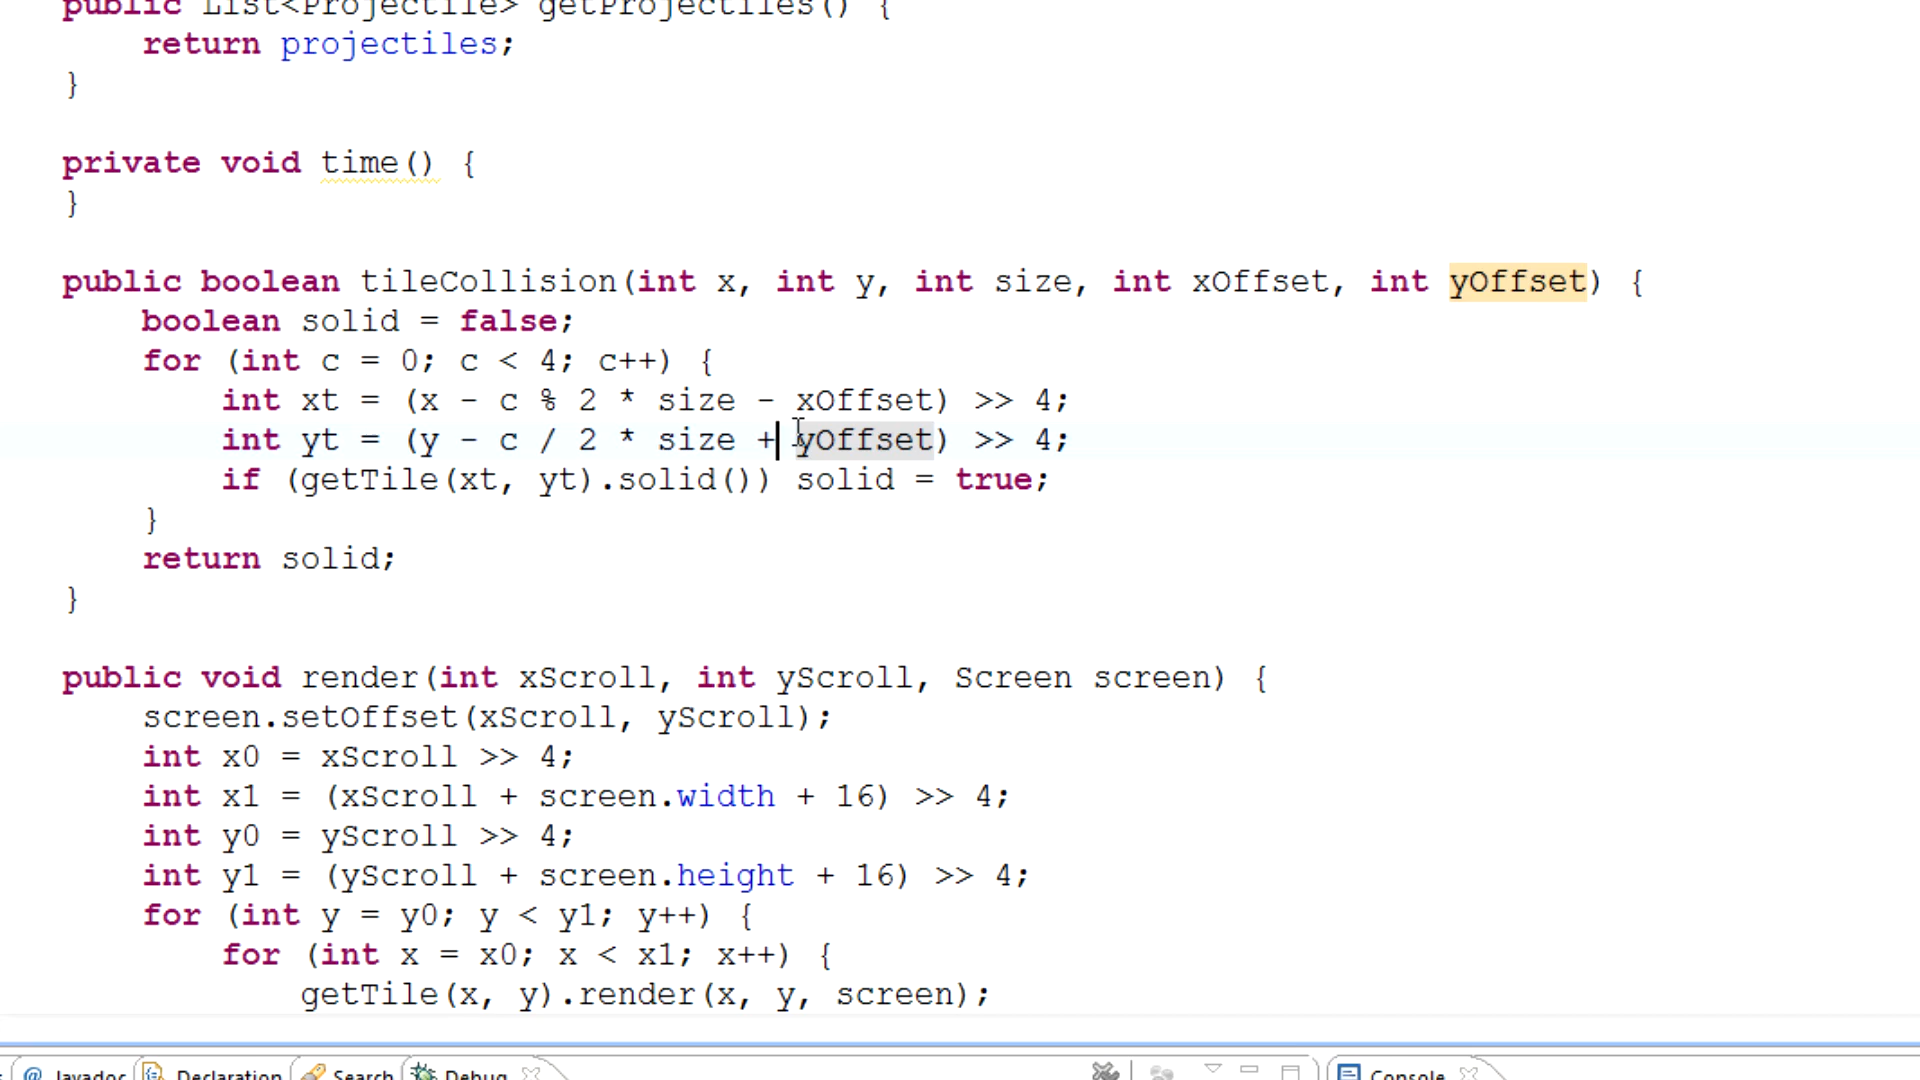 public List<Projectile> getProjectiles() {
return projectiles;
}
private void time() {
}
public boolean tileCollision(int x, int y, int size, int xOffset, int yOffset) {
boolean solid = false;
for (int c = 0; c < 4; c++) {
int xt = (x - c % 2 * size - xOffset) >> 4;
int yt = (y - c / 2 * size + yOffset) >> 4;
if (getTile(xt, yt).solid()) solid = true;
}
return solid;
}
public void render(int xScroll, int yScroll, Screen screen) {
screen.setOffset(xScroll, yScroll);
int x0 = xScroll >> 4;
int x1 = (xScroll + screen.width + 16) >> 4;
int y0 = yScroll >> 4;
int y1 = (yScroll + screen.height + 16) >> 4;
for (int y = y0; y < y1; y++) {
for (int x = x0; x < x1; x++) {
getTile(x, y).render(x, y, screen);
@ Javadoc Declaration Search Debug Console